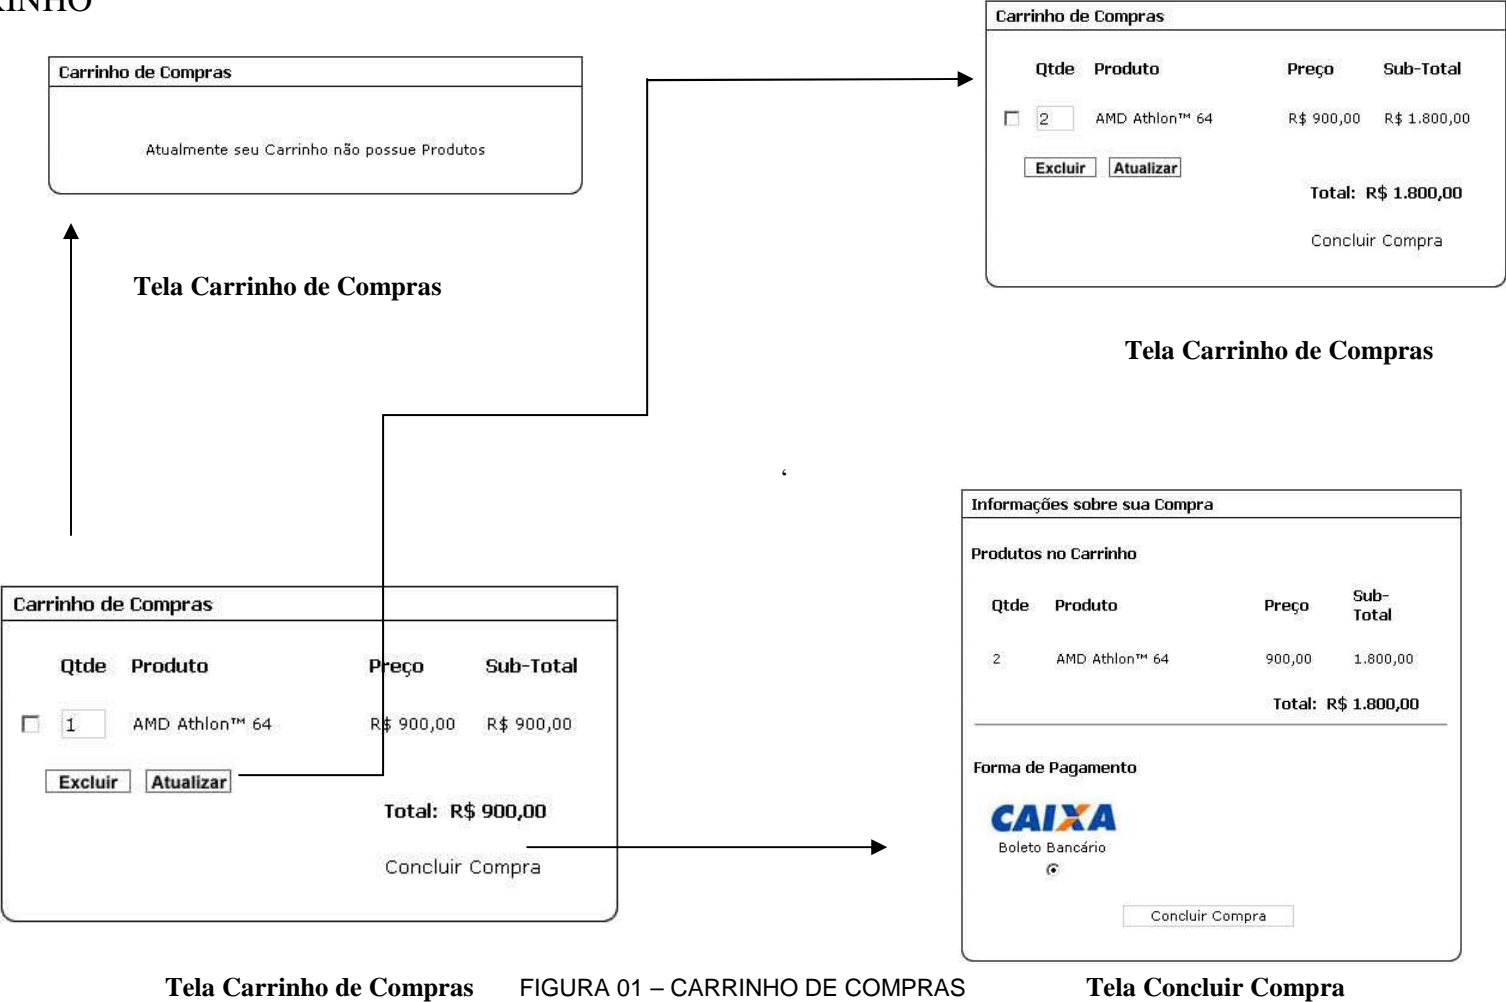 RINHO
Carrinho de Compras
Atualmente seu Carrinho não possue Produtos
Tela Carrinho de Compras
Carrinho de Compras
Qtde Produto Preço Sub-Total
2 AMD Athlon™ 64 R$ 900,00 R$ 1.800,00
Excluir Atualizar
Total: R$ 1.800,00
Concluir Compra
Tela Carrinho de Compras
‘
Carrinho de Compras
Qtde Produto Preço Sub-Total
1 AMD Athlon™ 64 R$ 900,00 R$ 900,00
Excluir Atualizar
Total: R$ 900,00
Concluir Compra
Tela Carrinho de Compras
Informações sobre sua Compra
Produtos no Carrinho
Qtde Produto Preço Sub-
Total
2 AMD Athlon™ 64 900,00 1.800,00
Total: R$ 1.800,00
Forma de Pagamento
CAIXA
Boleto Bancário
Concluir Compra
Tela Concluir Compra
FIGURA 01 – CARRINHO DE COMPRAS